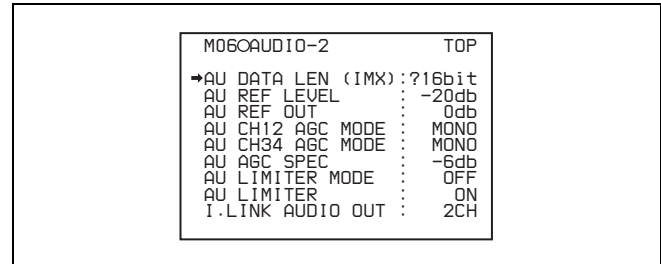 M06○AUDIO-2 TOP
➡AU DATA LEN (IMX):?16bit
AU REF LEVEL : -20db
AU REF OUT : 0db
AU CH12 AGC MODE : MONO
AU CH34 AGC MODE : MONO
AU AGC SPEC : -6db
AU LIMITER MODE : OFF
AU LIMITER : ON
I.LINK AUDIO OUT : 2CH